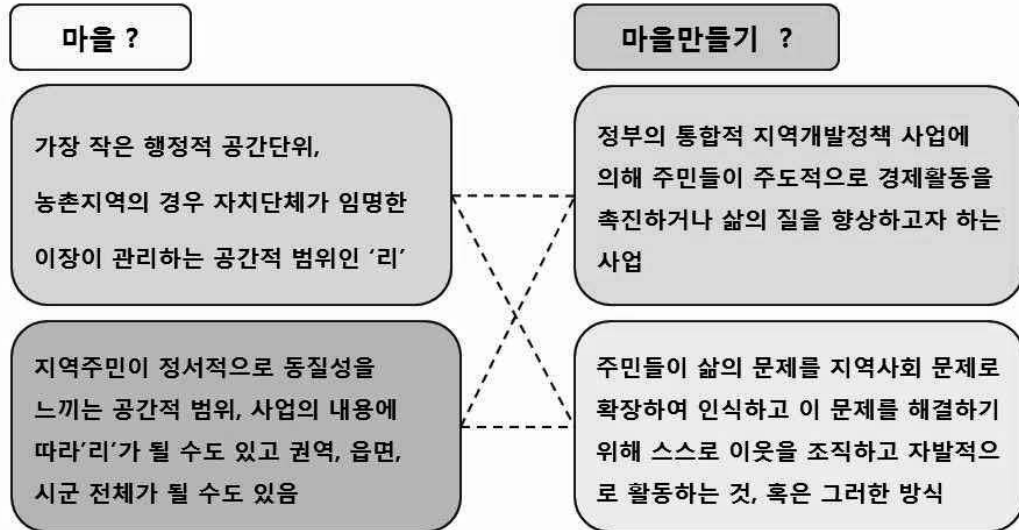 마을 ?
마을만들기 ?
가장 작은 행정적 공간단위,
농촌지역의 경우 자치단체가 임명한
이장이 관리하는 공간적 범위인 ‘리’
정부의 통합적 지역개발정책 사업에
의해 주민들이 주도적으로 경제활동을
촉진하거나 삶의 질을 향상하고자 하는
사업
지역주민이 정서적으로 동질성을
느끼는 공간적 범위, 사업의 내용에
따라‘리’가 될 수도 있고 권역, 읍면,
시군 전체가 될 수도 있음
주민들이 삶의 문제를 지역사회 문제로
확장하여 인식하고 이 문제를 해결하기
위해 스스로 이웃을 조직하고 자발적으
로 활동하는 것, 혹은 그러한 방식